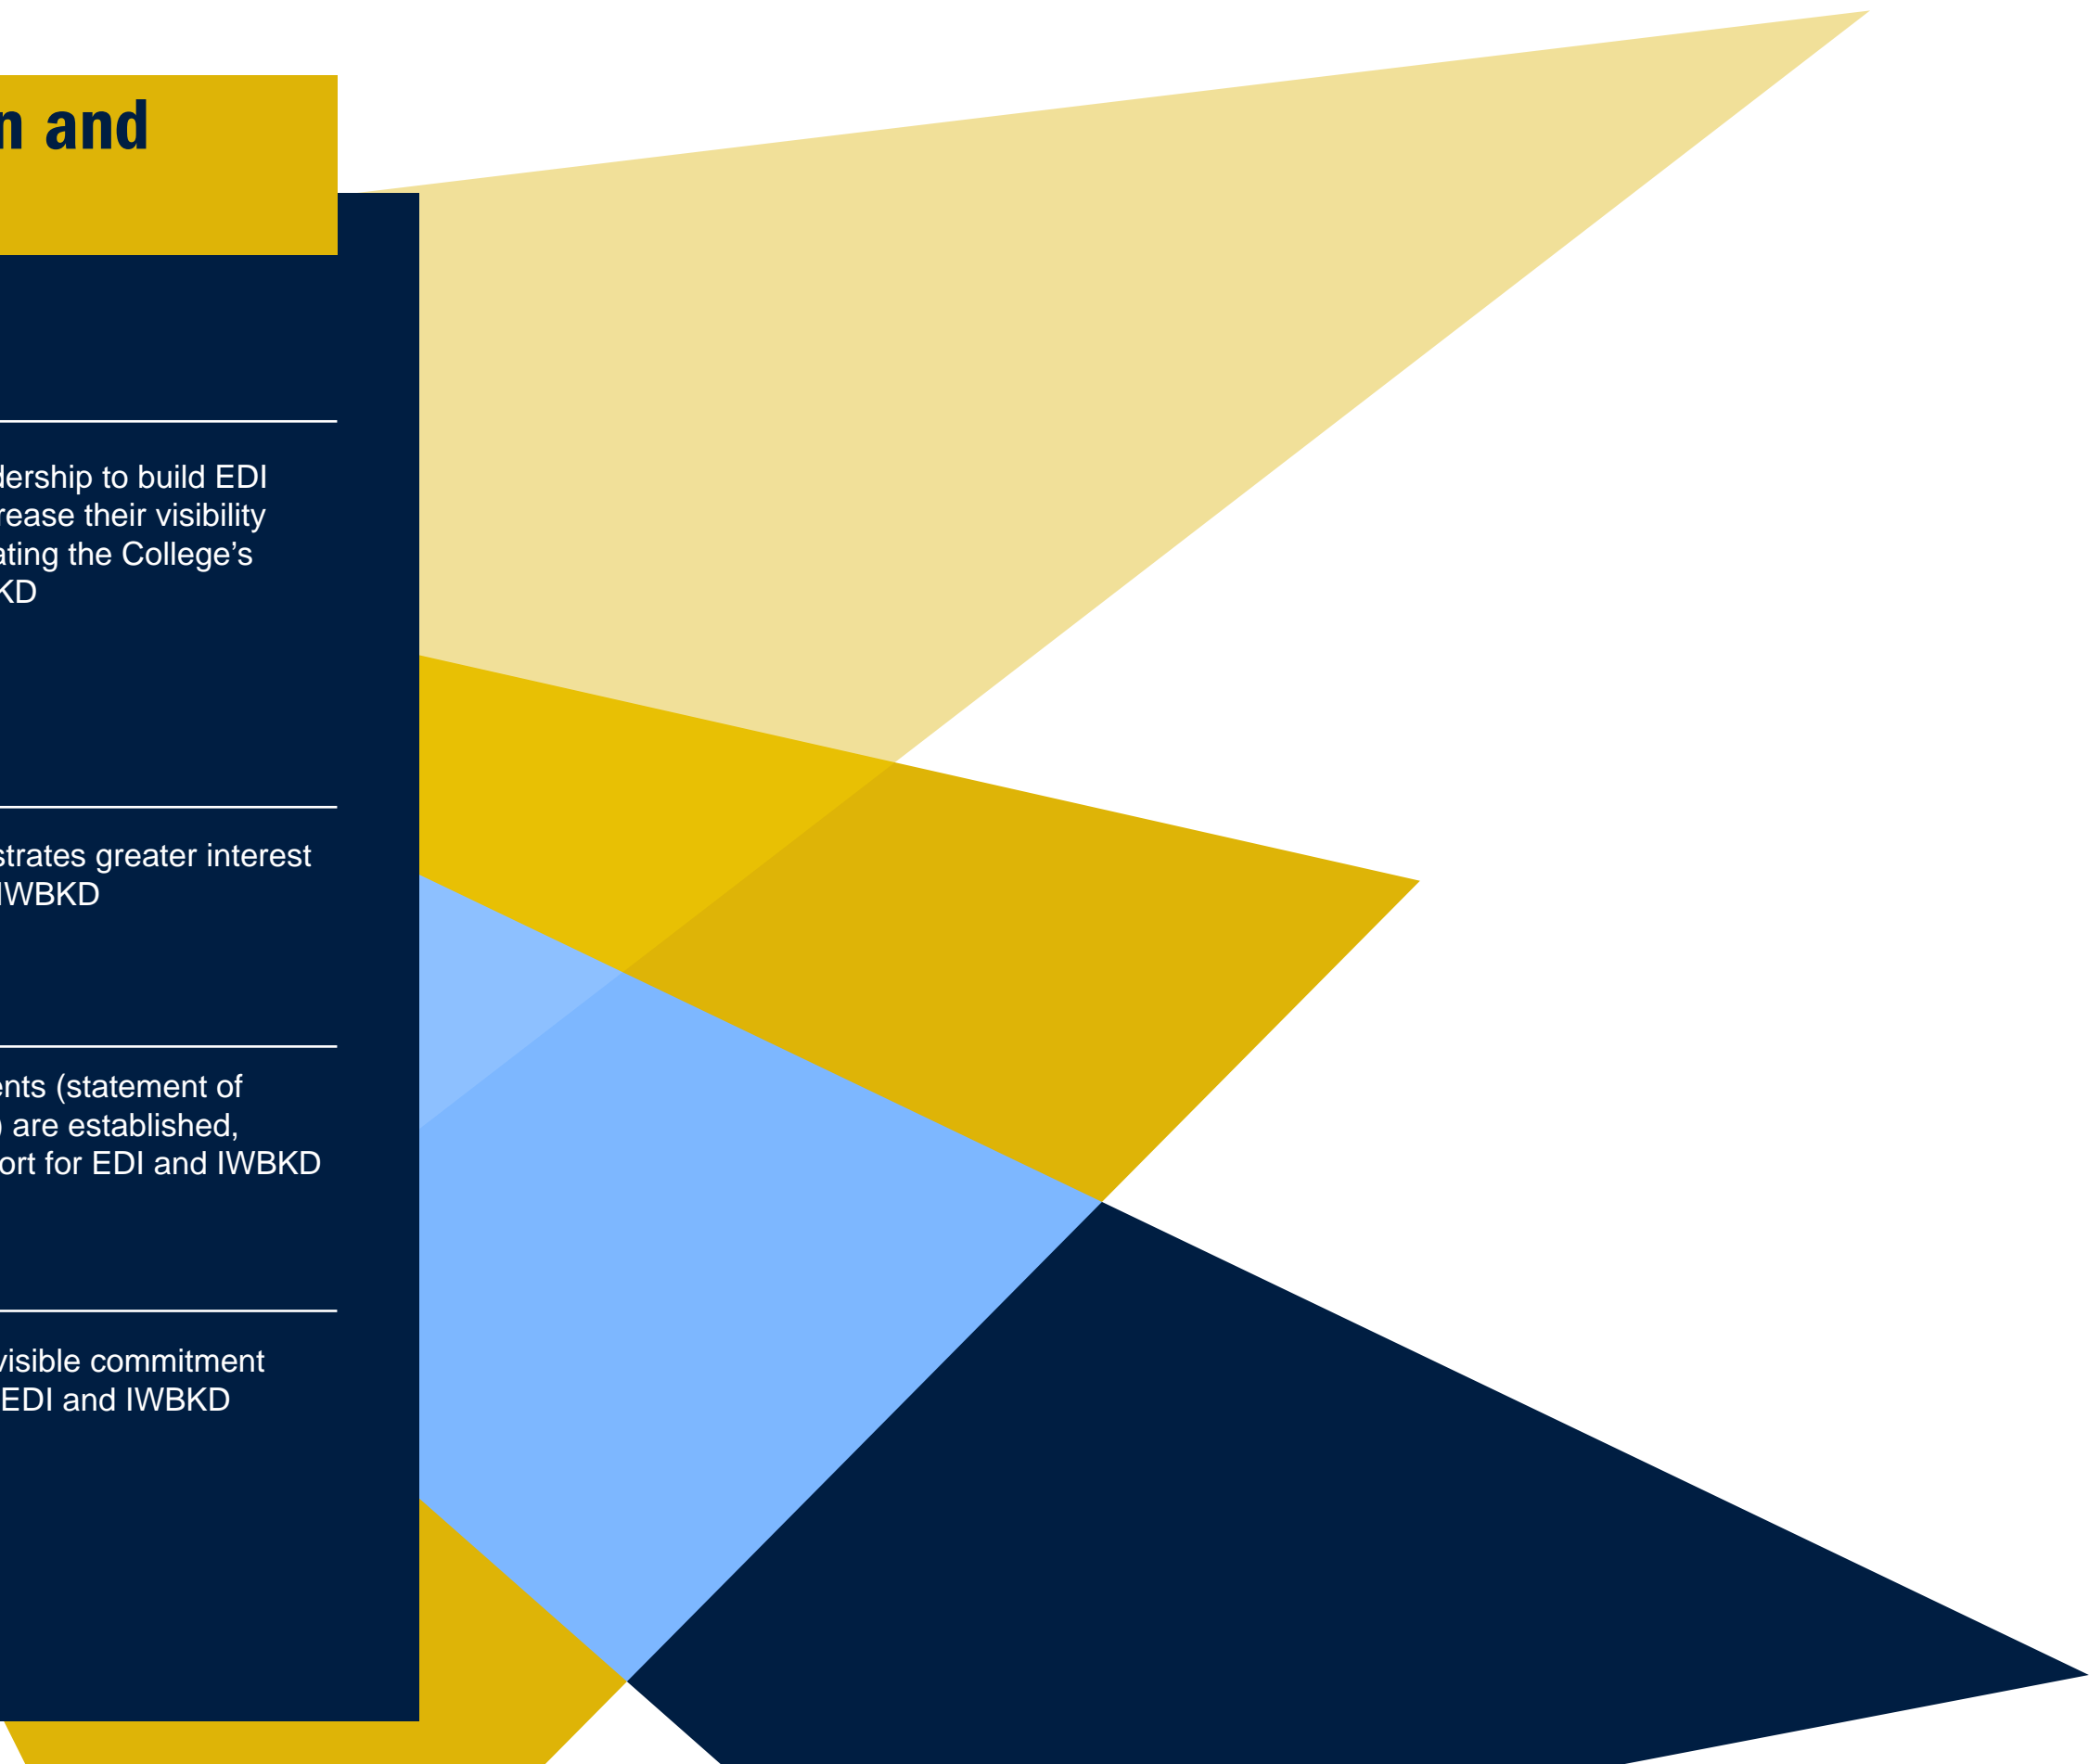 n and
dership to build EDI
rease their visibility
ating the College’s
KD
strates greater interest
IWBKD
ents (statement of
) are established,
ort for EDI and IWBKD
visible commitment
EDI and IWBKD